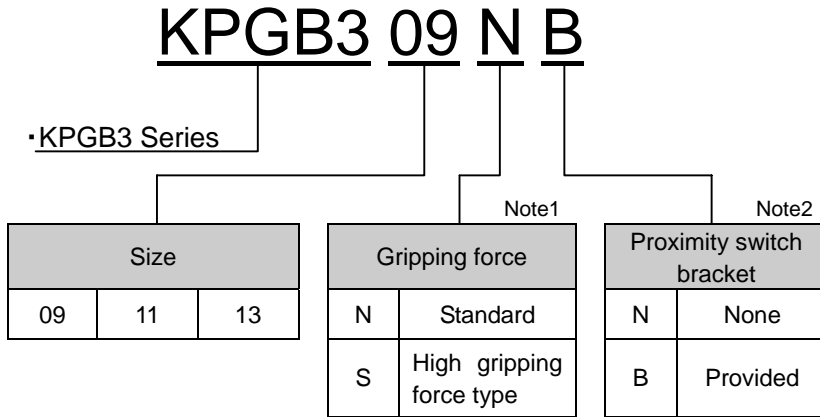 KPGB3 09 N B
・KPGB3 Series
Note1
Note2
Size
09 11 13
Gripping force
N Standard
S High gripping
force type
Proximity switch
bracket
N None
B Provided